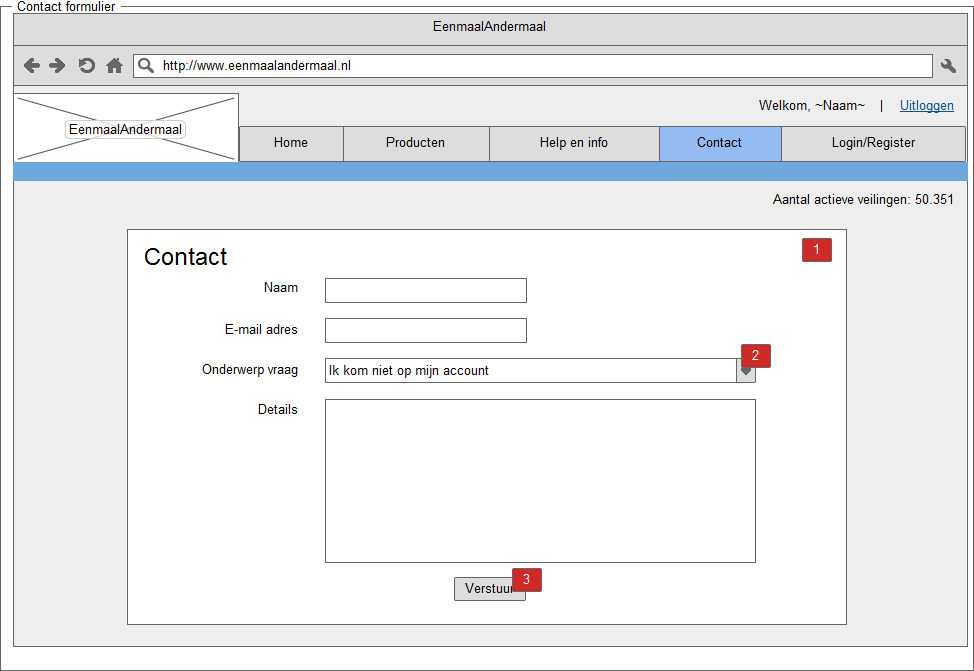 Contact formulier
EenmaalAndermaal
http://www.eenmaalandermaal.nl
Welkom, ~Naam~ | Uitloggen
EenmaalAndermaal
Home Producten Help en info Contact Login/Register
Aantal actieve veilingen: 50.351
Contact
1
Naam
E-mail adres
2
Onderwerp vraag Ik kom niet op mijn account
Details
Verstuur 3